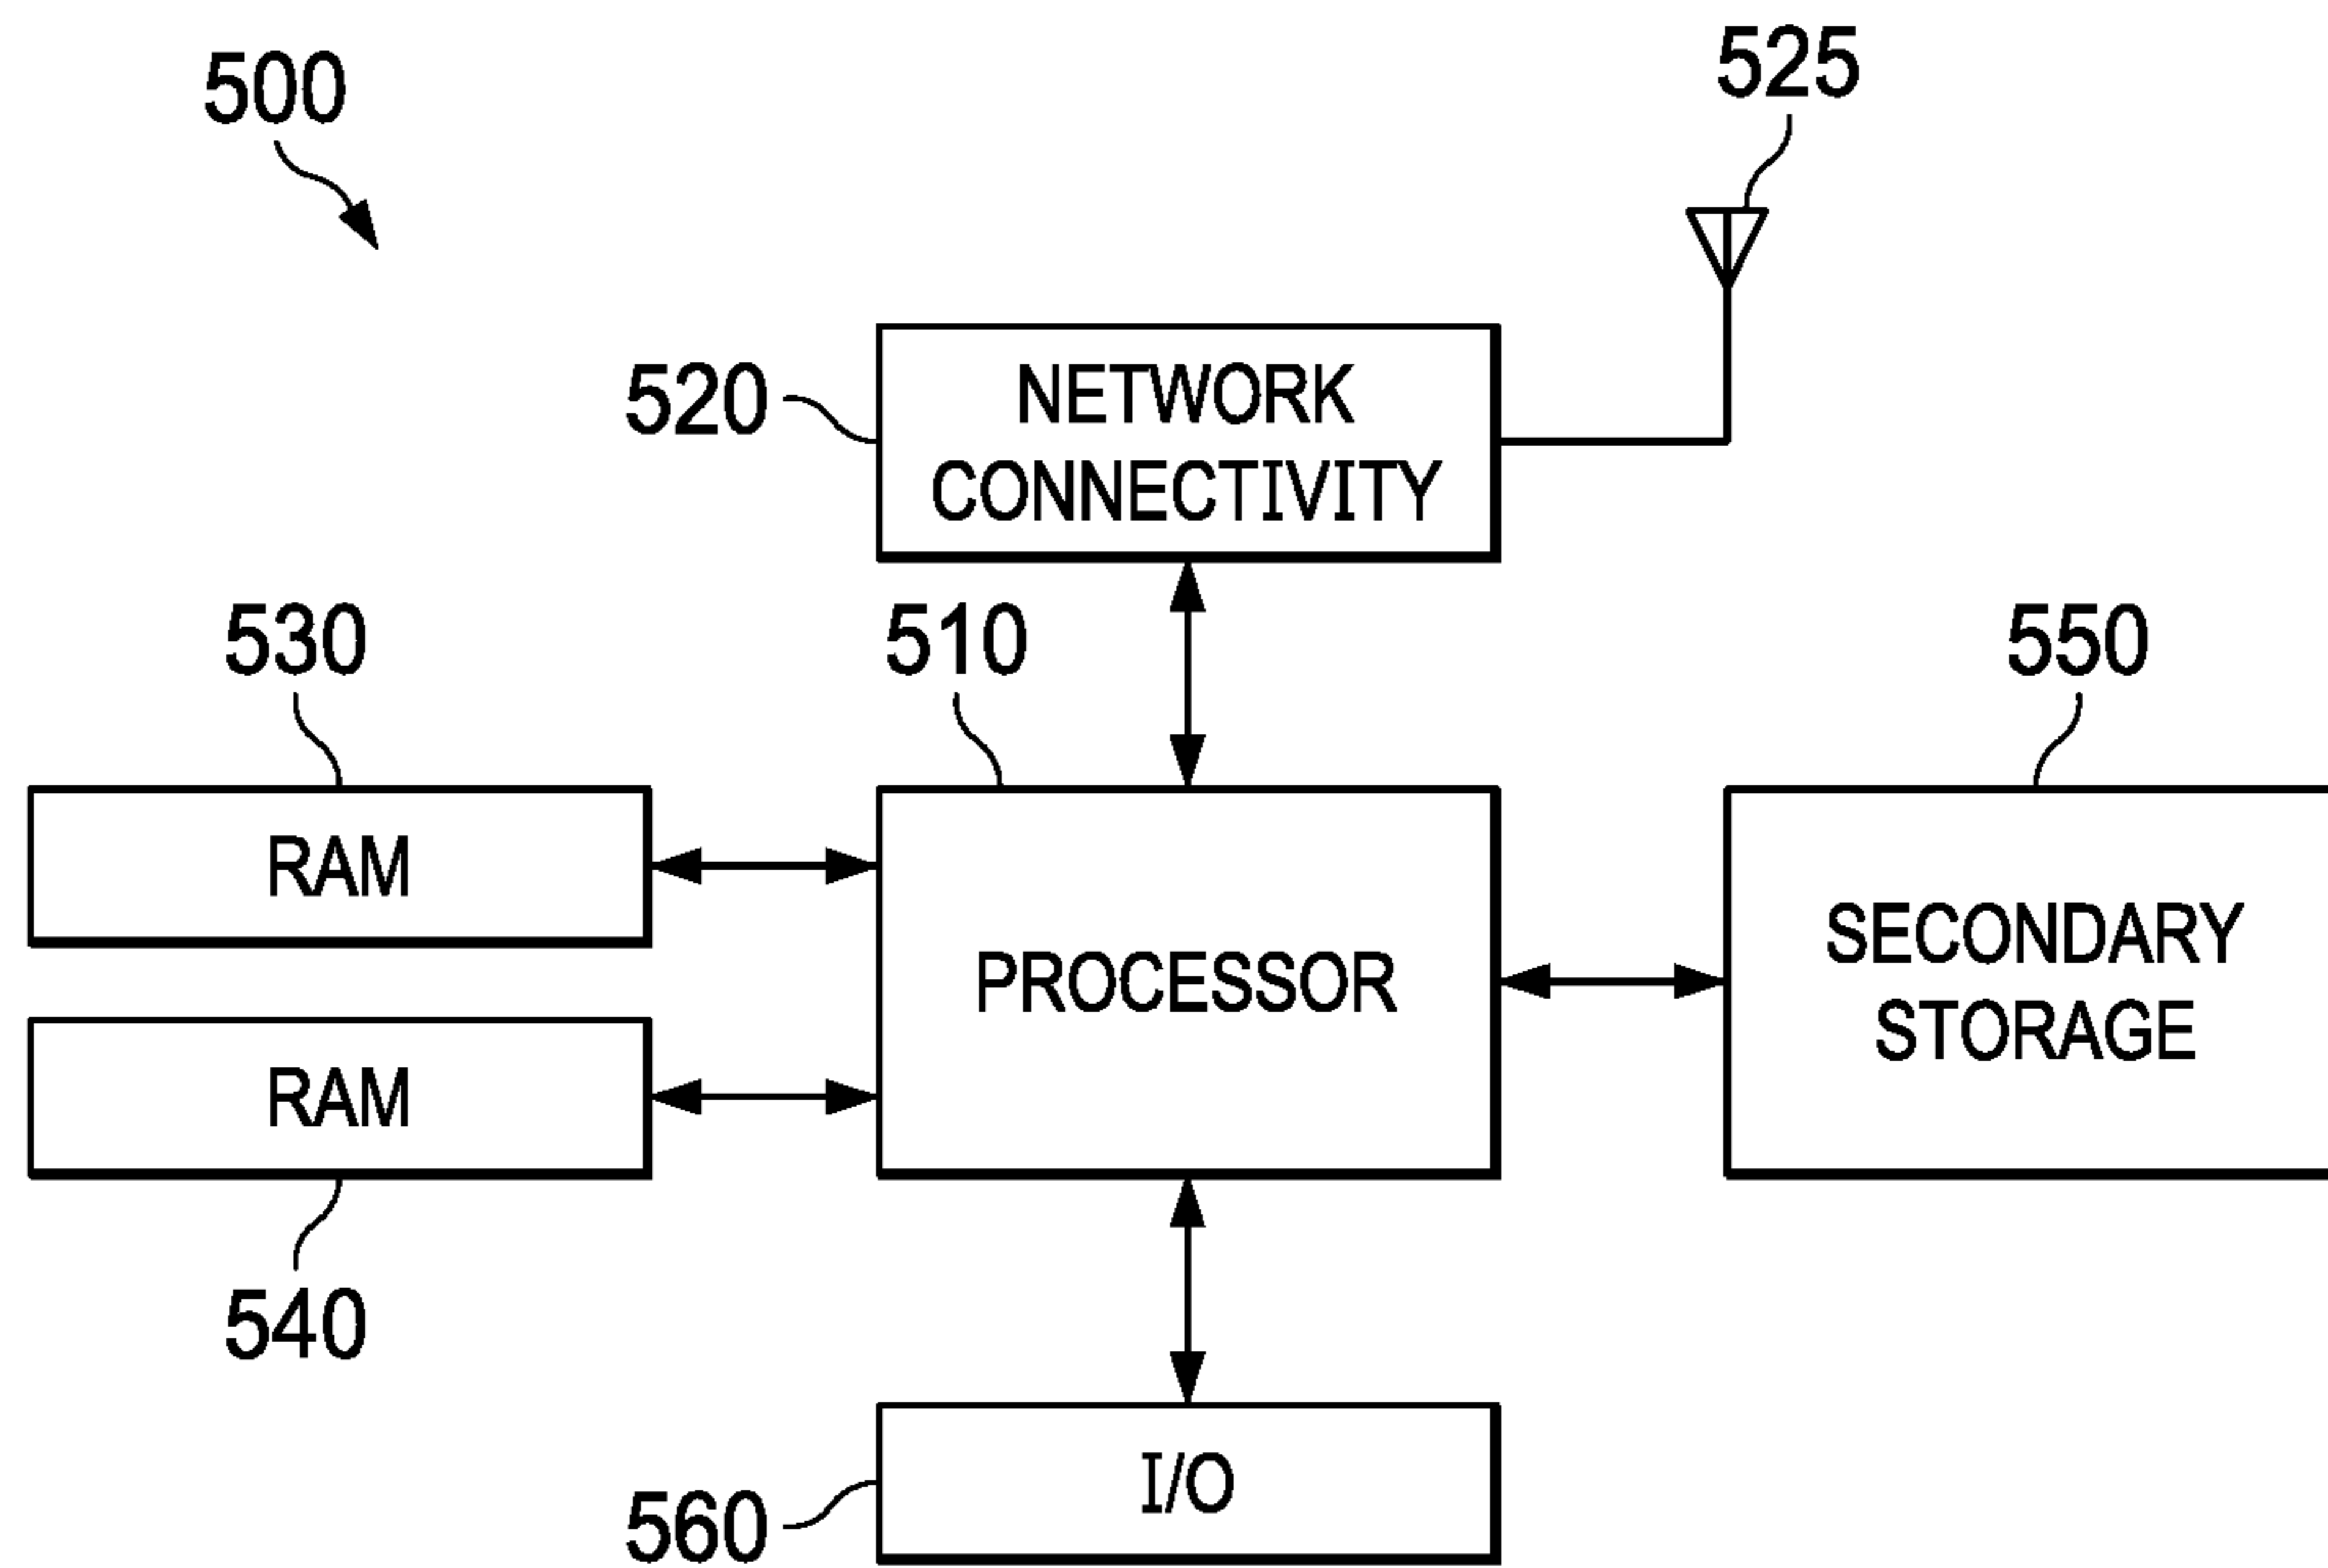 500
525
520
NETWORK
CONNECTIVITY
530
510
550
RAM
PROCESSOR
SECONDARY
STORAGE
RAM
540
I/O
560